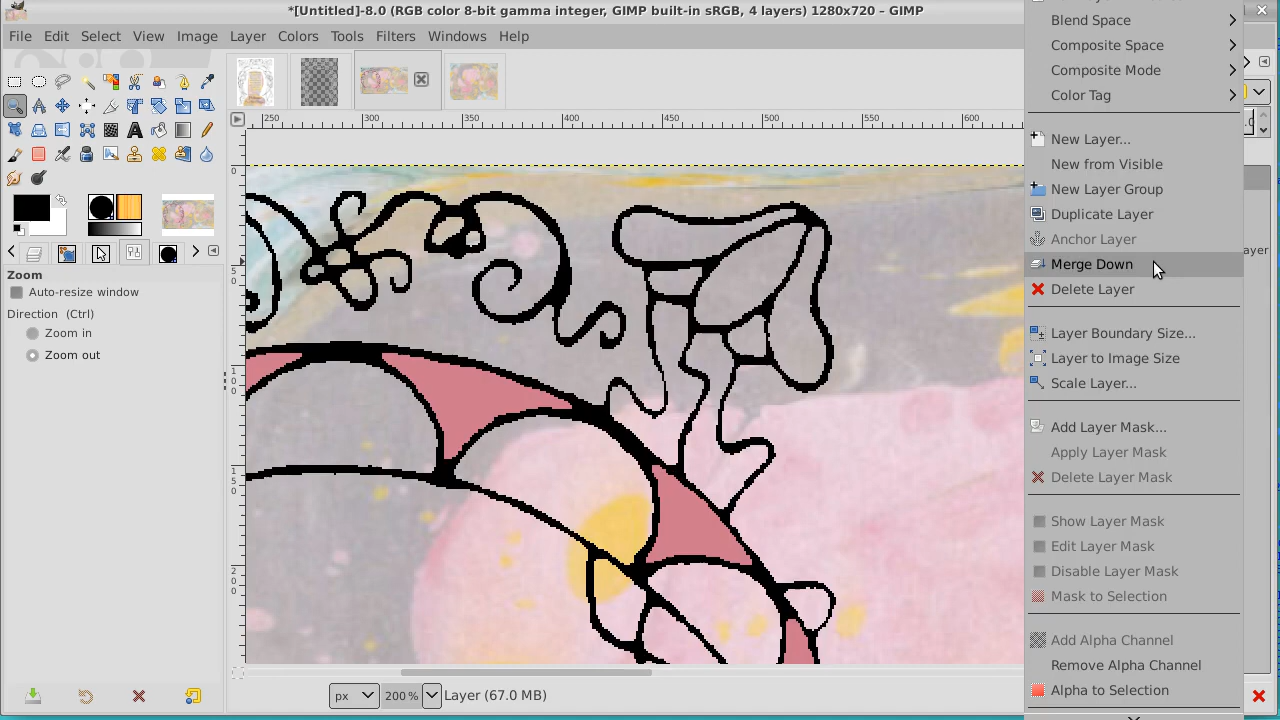 *[Untitled]-8.0 (RGB color 8-bit gamma integer, GIMP built-in sRGB, 4 layers) 1280x720 – GIMP
File Edit Select View Image Layer Colors Tools Filters Windows Help
250 300 350 400 450 500 550 600
0
50
100
150
200
Zoom
Auto-resize window
Direction (Ctrl)
Zoom in
Zoom out
px 200 % Layer (67.0 MB)
Blend Space
Composite Space
Composite Mode
Color Tag
New Layer...
New from Visible
New Layer Group
Duplicate Layer
Anchor Layer
Merge Down
Delete Layer
Layer Boundary Size...
Layer to Image Size
Scale Layer...
Add Layer Mask...
Apply Layer Mask
Delete Layer Mask
Show Layer Mask
Edit Layer Mask
Disable Layer Mask
Mask to Selection
Add Alpha Channel
Remove Alpha Channel
Alpha to Selection
ayer